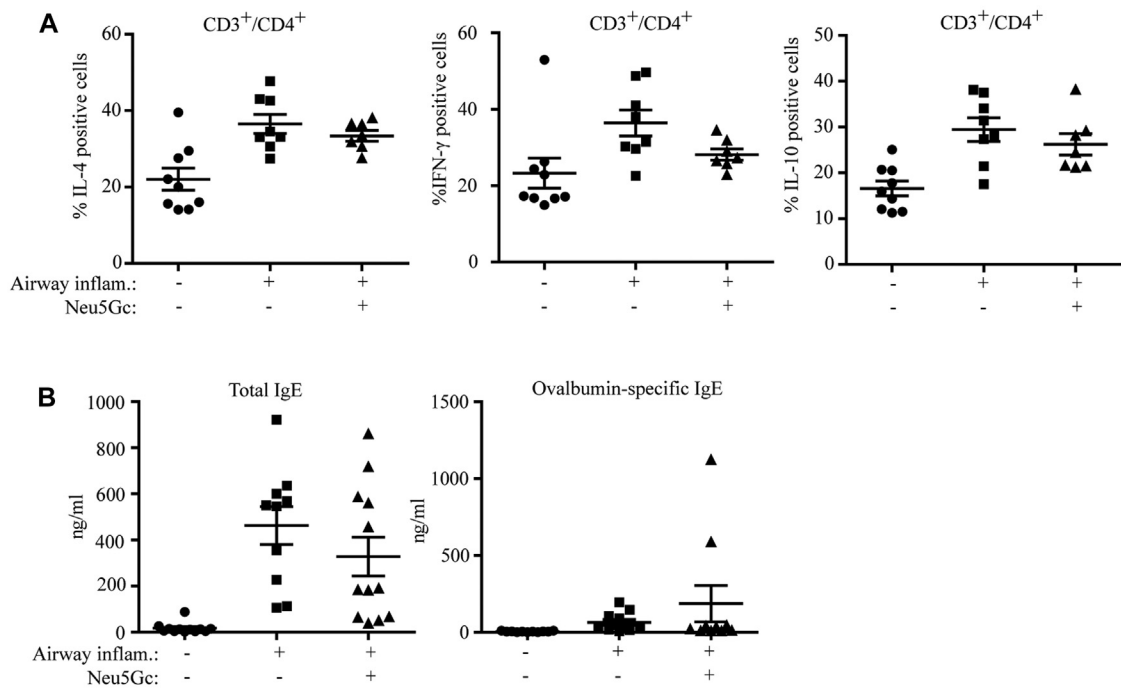 A
CD3+/CD4+
% IL-4 positive cells
60
40
20
0
CD3+/CD4+
%IFN-γ positive cells
60
40
20
0
CD3+/CD4+
% IL-10 positive cells
50
40
30
20
10
0
Airway inflam.: - + + - + + - + +
Neu5Gc: - - + - - + - - +
B
Total IgE
ng/ml
1000
800
600
400
200
0
Ovalbumin-specific IgE
ng/ml
1500
1000
500
0
Airway inflam.: - + + - + +
Neu5Gc: - - + - - +